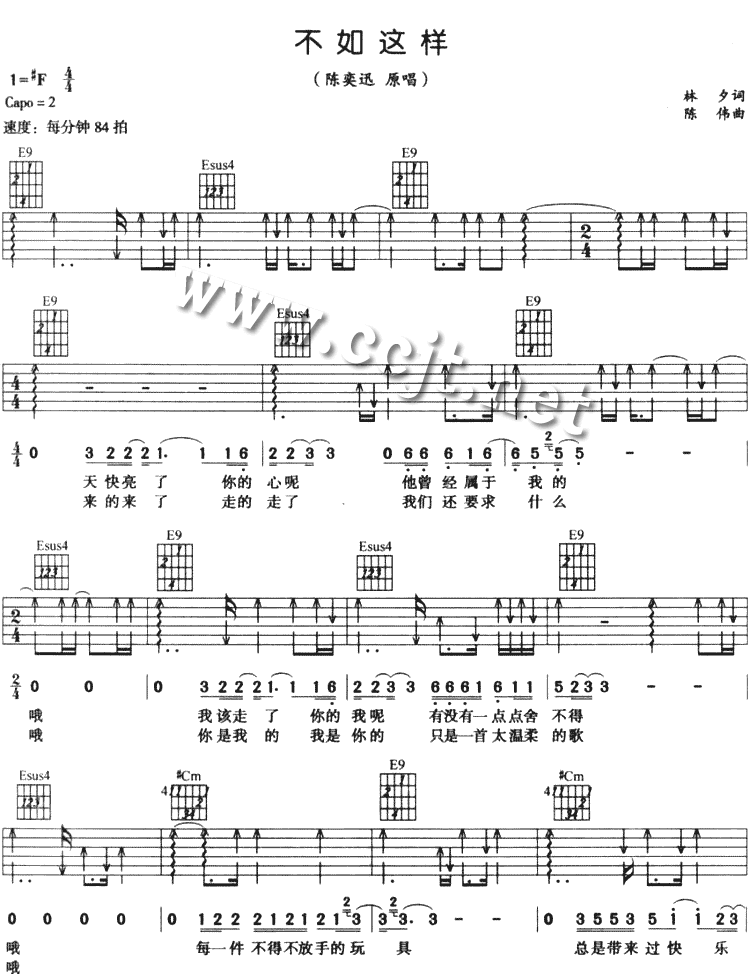 不如这样
(陈奕迅 原唱)
1=#F 4/4
Capo=2
速度：每分钟84拍
林 夕词
陈 伟曲
E9 Esus4 E9
2/4
www.ccjt.net
E9 Esus4 E9
4/4
4/4 0 3 2 2 2 1. 1 1 6 2 2 3 3 0 6 6 6 1 6 6 5 2 5 5 - -
天快亮了 你的心呢 他曾经属于 我的
来的来了 走的走了 我们还要求 什么
Esus4 E9 Esus4 E9
2/4
2/4 0 0 0 3 2 2 2 1. 1 1 6 2 2 3 3 6 6 6 1 6 1 1 5 2 3 3 - -
哦 我该走了 你的我呢 有没有一点点舍 不得
哦 你是我的 我是你的 只是一首太温柔 的歌
Esus4 #Cm E9 #Cm
4 4
0 0 0 0 0 1 2 2 2 1 2 1 2 1 3 2 3 3. - - 0 3 5 5 3 5 1 1 2 3
哦 每一件 不得不放手的玩 具 总是带来过快 乐
哦